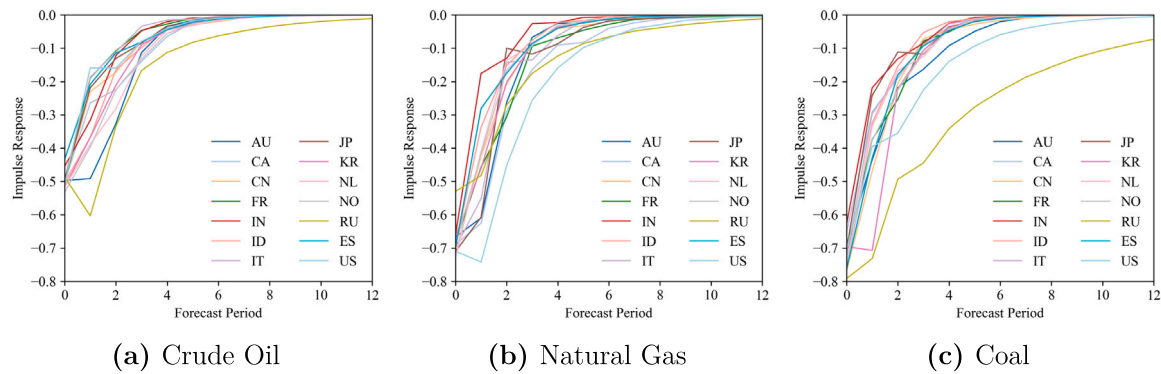 0.0
−0.1
−0.2
−0.3
−0.4
−0.5
−0.6
−0.7
−0.8
Impulse Response
AU JP
CA KR
CN NL
FR NO
IN RU
ID ES
IT US
0 2 4 6 8 10 12
Forecast Period
(a) Crude Oil
0.0
−0.1
−0.2
−0.3
−0.4
−0.5
−0.6
−0.7
−0.8
Impulse Response
AU JP
CA KR
CN NL
FR NO
IN RU
ID ES
IT US
0 2 4 6 8 10 12
Forecast Period
(b) Natural Gas
0.0
−0.1
−0.2
−0.3
−0.4
−0.5
−0.6
−0.7
−0.8
Impulse Response
AU JP
CA KR
CN NL
FR NO
IN RU
ID ES
IT US
0 2 4 6 8 10 12
Forecast Period
(c) Coal